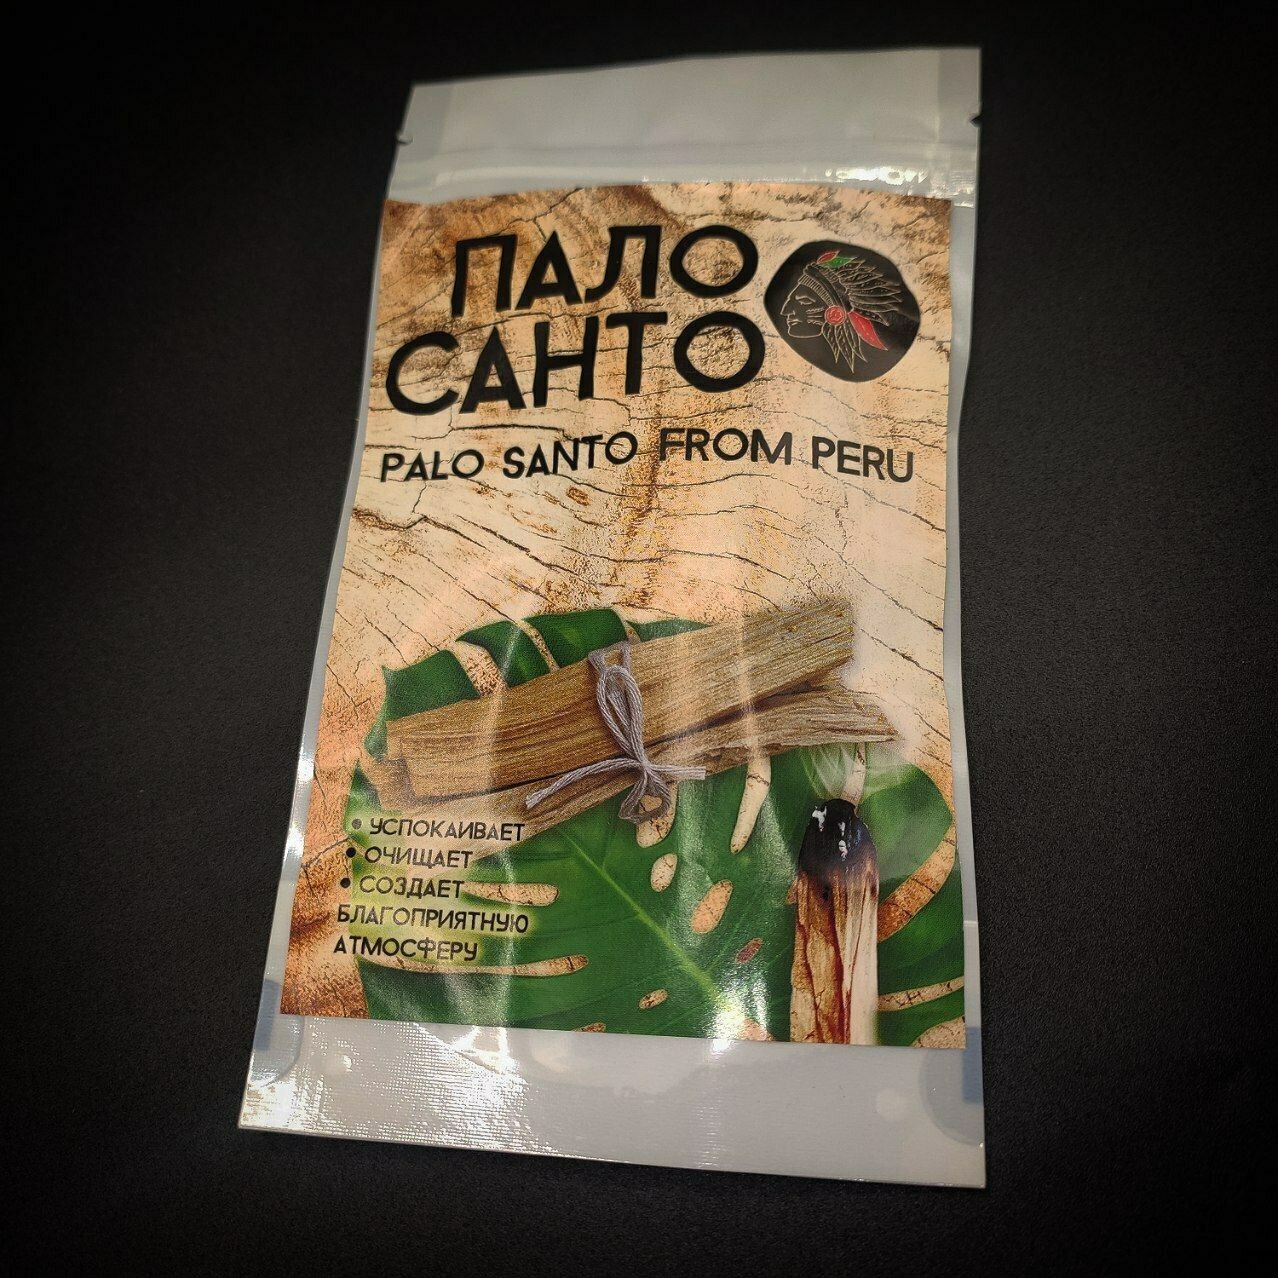 ПАЛО
САНТО
PALO SANTO FROM PERU
• УСПОКАИВАЕТ
• ОЧИЩАЕТ
• СОЗДАЕТ
БЛАГОПРИЯТНУЮ
АТМОСФЕРУ